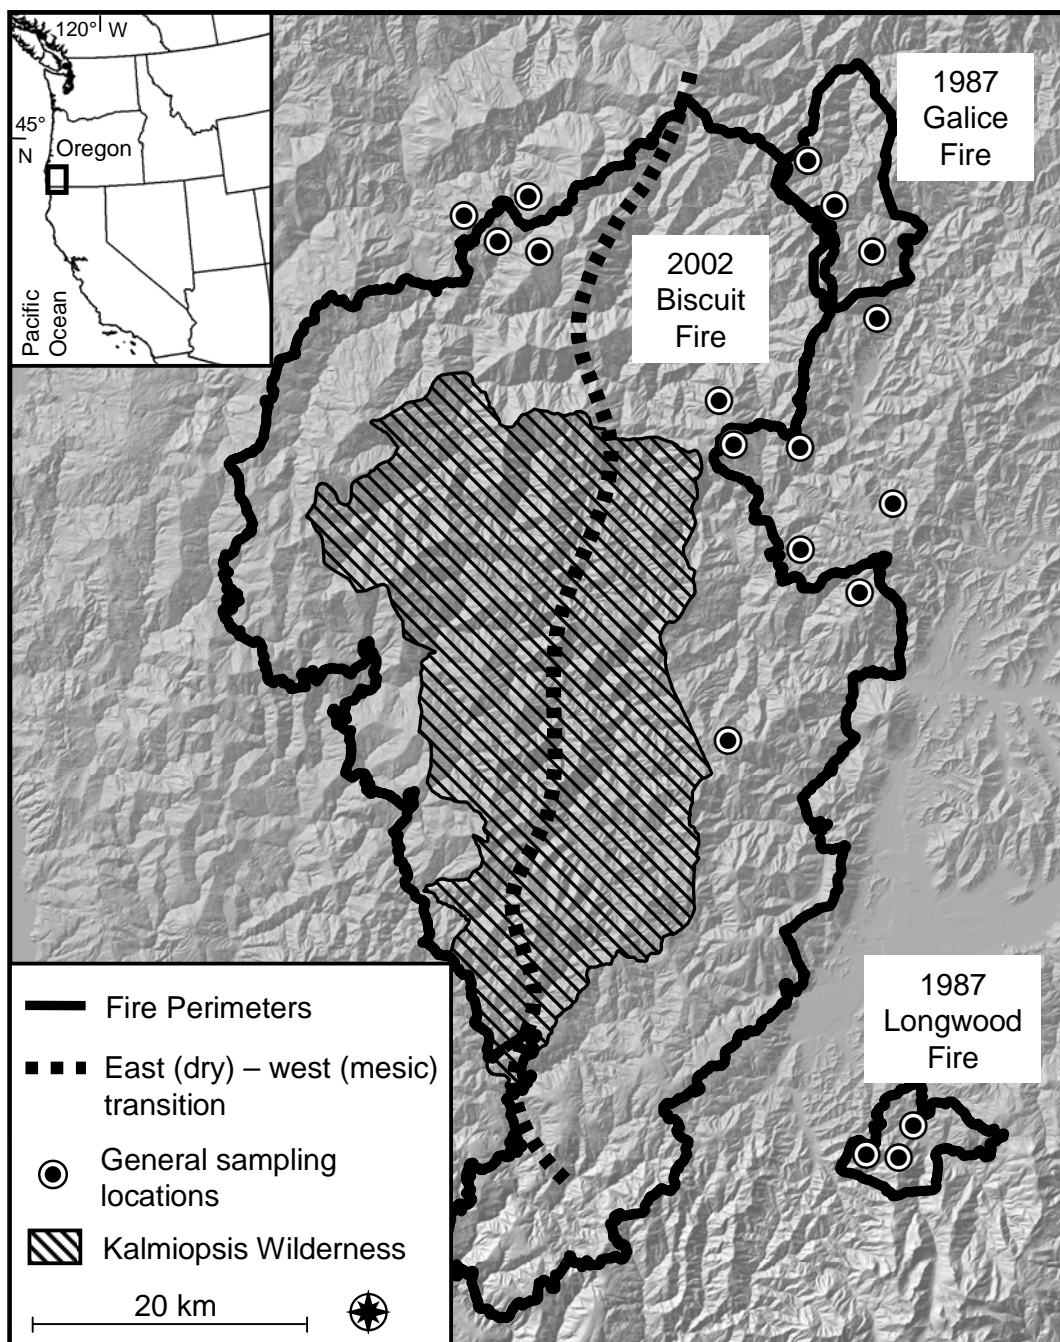 120° W
45°
N
Oregon
Pacific
Ocean
1987
Galice
Fire
2002
Biscuit
Fire
1987
Longwood
Fire
Fire Perimeters
East (dry) – west (mesic)
transition
General sampling
locations
Kalmiopsis Wilderness
20 km